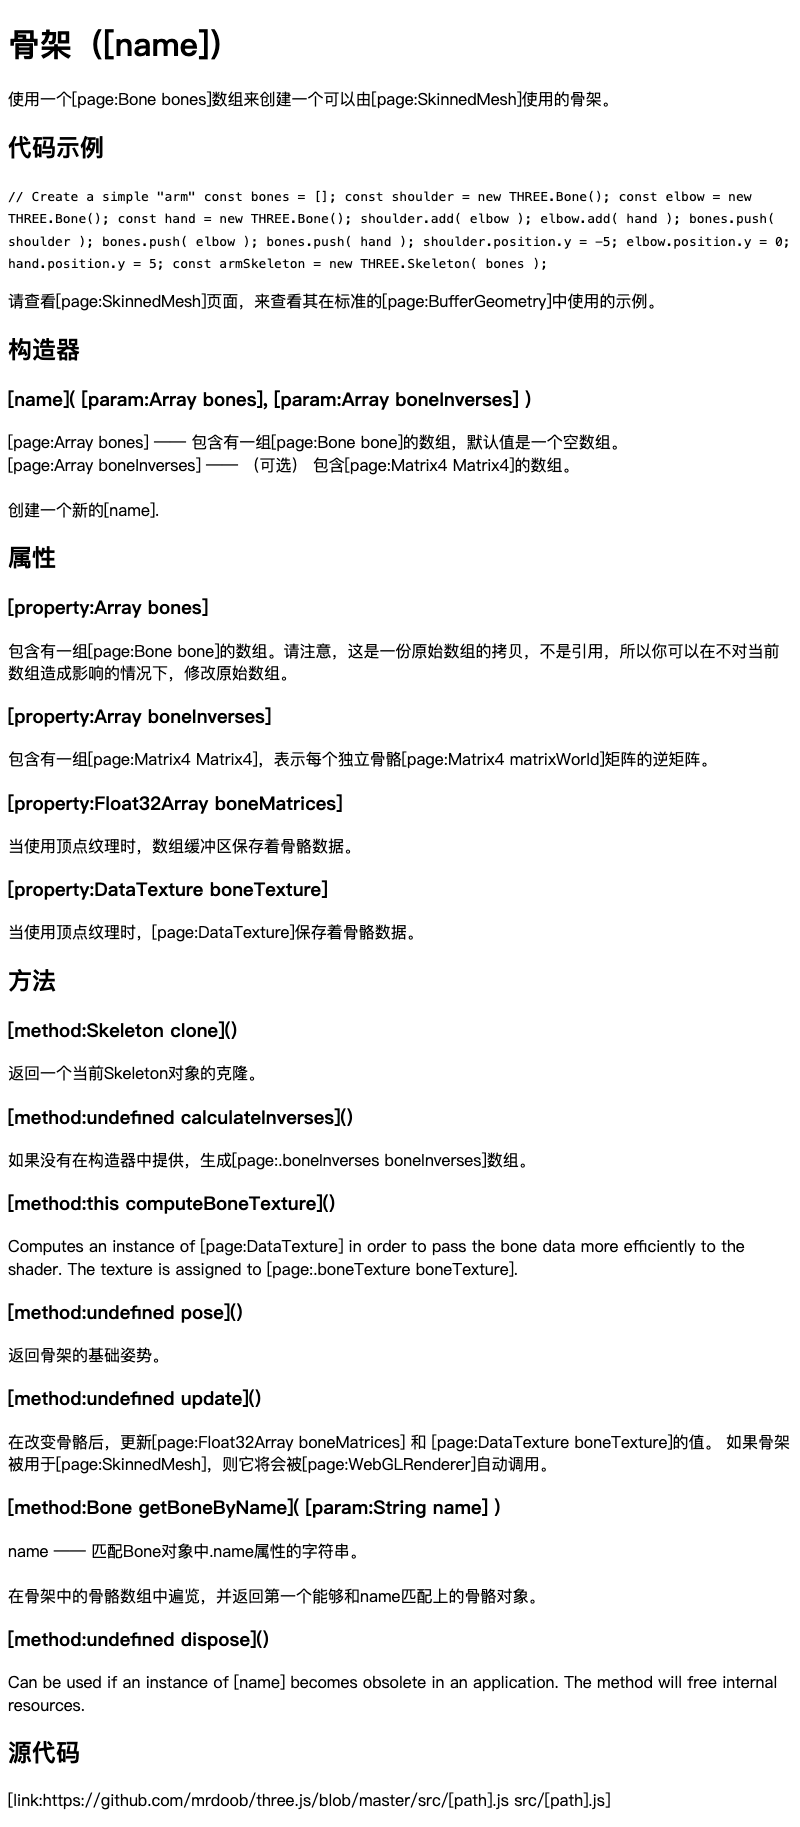 骨架（[name]）
使用一个[page:Bone bones]数组来创建一个可以由[page:SkinnedMesh]使用的骨架。
代码示例
// Create a simple "arm" const bones = []; const shoulder = new THREE.Bone(); const elbow = new
THREE.Bone(); const hand = new THREE.Bone(); shoulder.add( elbow ); elbow.add( hand ); bones.push(
shoulder ); bones.push( elbow ); bones.push( hand ); shoulder.position.y = -5; elbow.position.y = 0;
hand.position.y = 5; const armSkeleton = new THREE.Skeleton( bones );
请查看[page:SkinnedMesh]页面，来查看其在标准的[page:BufferGeometry]中使用的示例。
构造器
[name]( [param:Array bones], [param:Array boneInverses] )
[page:Array bones] —— 包含有一组[page:Bone bone]的数组，默认值是一个空数组。
[page:Array boneInverses] —— （可选） 包含[page:Matrix4 Matrix4]的数组。
创建一个新的[name].
属性
[property:Array bones]
包含有一组[page:Bone bone]的数组。请注意，这是一份原始数组的拷贝，不是引用，所以你可以在不对当前
数组造成影响的情况下，修改原始数组。
[property:Array boneInverses]
包含有一组[page:Matrix4 Matrix4]，表示每个独立骨骼[page:Matrix4 matrixWorld]矩阵的逆矩阵。
[property:Float32Array boneMatrices]
当使用顶点纹理时，数组缓冲区保存着骨骼数据。
[property:DataTexture boneTexture]
当使用顶点纹理时，[page:DataTexture]保存着骨骼数据。
方法
[method:Skeleton clone]()
返回一个当前Skeleton对象的克隆。
[method:undefined calculateInverses]()
如果没有在构造器中提供，生成[page:.boneInverses boneInverses]数组。
[method:this computeBoneTexture]()
Computes an instance of [page:DataTexture] in order to pass the bone data more efficiently to the
shader. The texture is assigned to [page:.boneTexture boneTexture].
[method:undefined pose]()
返回骨架的基础姿势。
[method:undefined update]()
在改变骨骼后，更新[page:Float32Array boneMatrices] 和 [page:DataTexture boneTexture]的值。 如果骨架
被用于[page:SkinnedMesh]，则它将会被[page:WebGLRenderer]自动调用。
[method:Bone getBoneByName]( [param:String name] )
name —— 匹配Bone对象中.name属性的字符串。
在骨架中的骨骼数组中遍览，并返回第一个能够和name匹配上的骨骼对象。
[method:undefined dispose]()
Can be used if an instance of [name] becomes obsolete in an application. The method will free internal
resources.
源代码
[link:https://github.com/mrdoob/three.js/blob/master/src/[path].js src/[path].js]